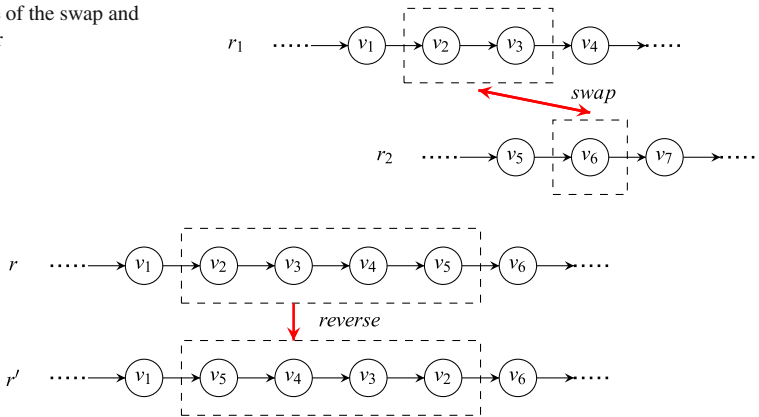 of the swap and
r₁ v₁ v₂ v₃ v₄
swap
r₂ v₅ v₆ v₇
r v₁ v₂ v₃ v₄ v₅ v₆
reverse
r′ v₁ v₅ v₄ v₃ v₂ v₆